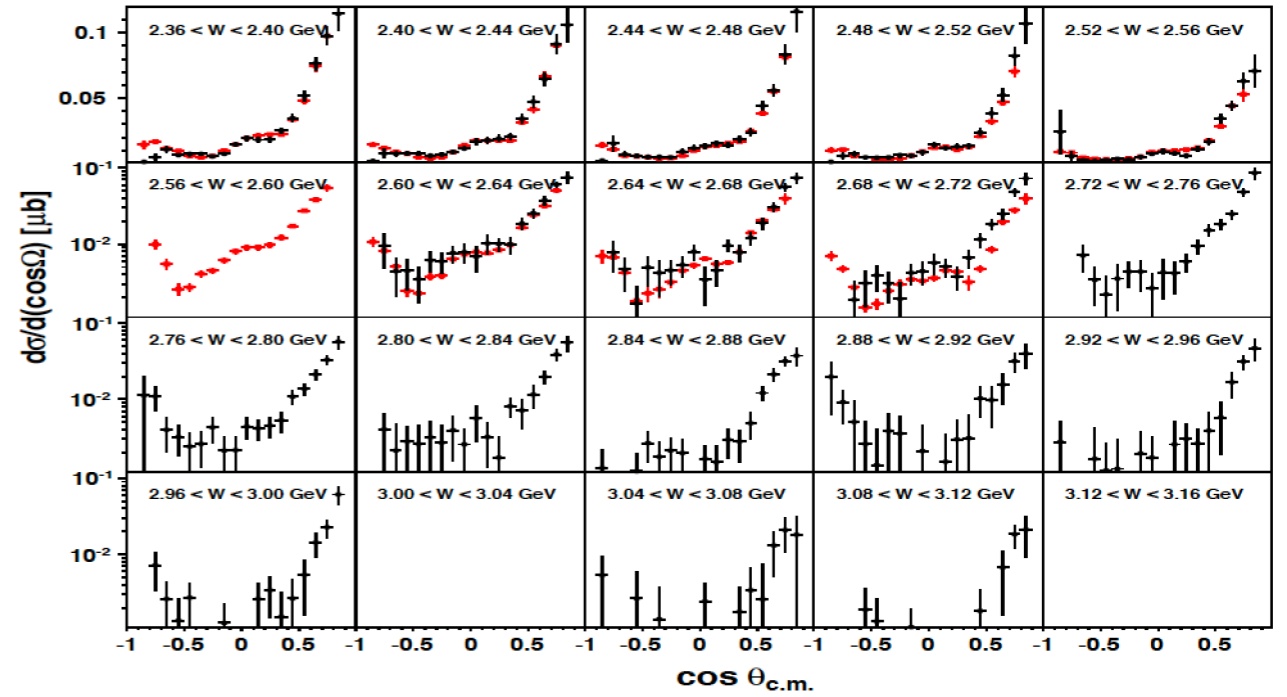 0.1
0.05
2.36 < W < 2.40 GeV
2.40 < W < 2.44 GeV
2.44 < W < 2.48 GeV
2.48 < W < 2.52 GeV
2.52 < W < 2.56 GeV
10⁻¹
10⁻²
2.56 < W < 2.60 GeV
2.60 < W < 2.64 GeV
2.64 < W < 2.68 GeV
2.68 < W < 2.72 GeV
2.72 < W < 2.76 GeV
dσ/d(cosΩ) [μb]
10⁻¹
10⁻²
2.76 < W < 2.80 GeV
2.80 < W < 2.84 GeV
2.84 < W < 2.88 GeV
2.88 < W < 2.92 GeV
2.92 < W < 2.96 GeV
10⁻¹
10⁻²
2.96 < W < 3.00 GeV
3.00 < W < 3.04 GeV
3.04 < W < 3.08 GeV
3.08 < W < 3.12 GeV
3.12 < W < 3.16 GeV
-1 -0.5 0 0.5 -1 -0.5 0 0.5 -1 -0.5 0 0.5 -1 -0.5 0 0.5 -1 -0.5 0 0.5
cos θc.m.